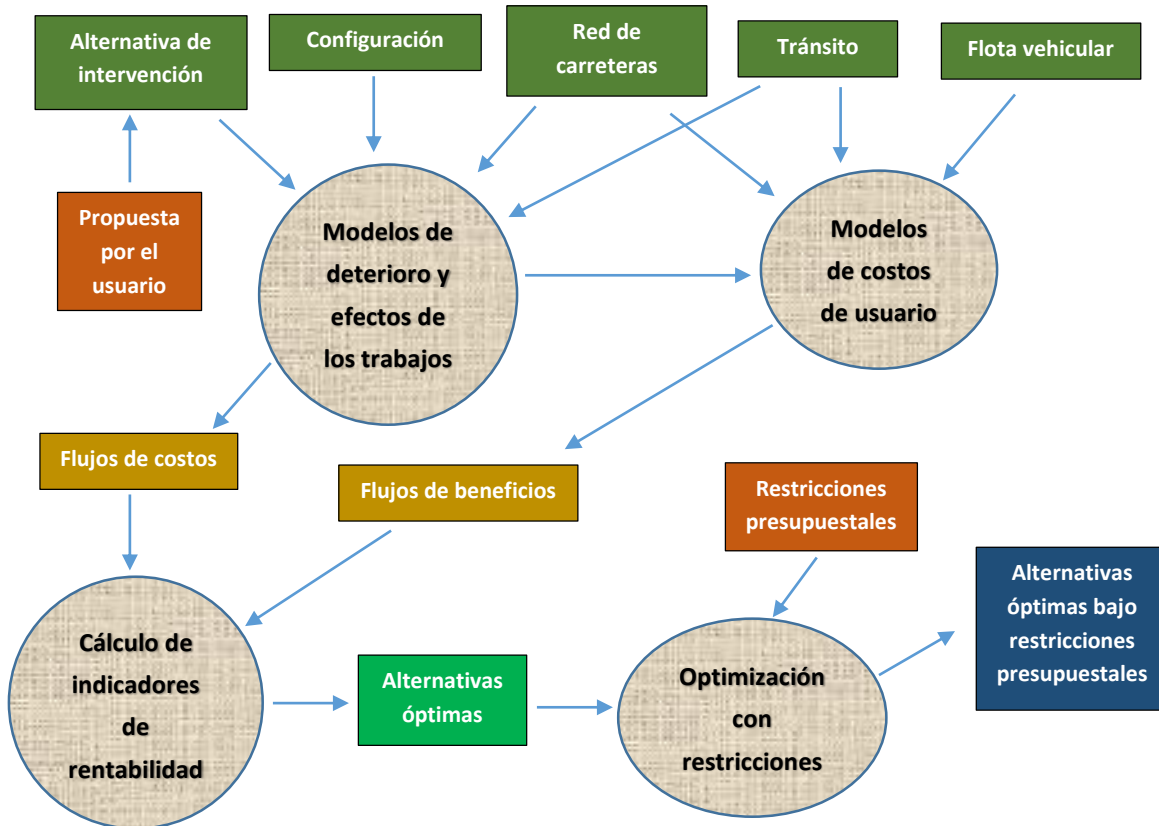 Alternativa de
intervención
Configuración
Red de
carreteras
Tránsito
Flota vehicular
Propuesta
por el
usuario
Modelos de
deterioro y
efectos de
los trabajos
Modelos
de costos
de usuario
Flujos de costos
Flujos de beneficios
Restricciones
presupuestales
Alternativas
óptimas bajo
restricciones
presupuestales
Cálculo de
indicadores
de
rentabilidad
Alternativas
óptimas
Optimización
con
restricciones